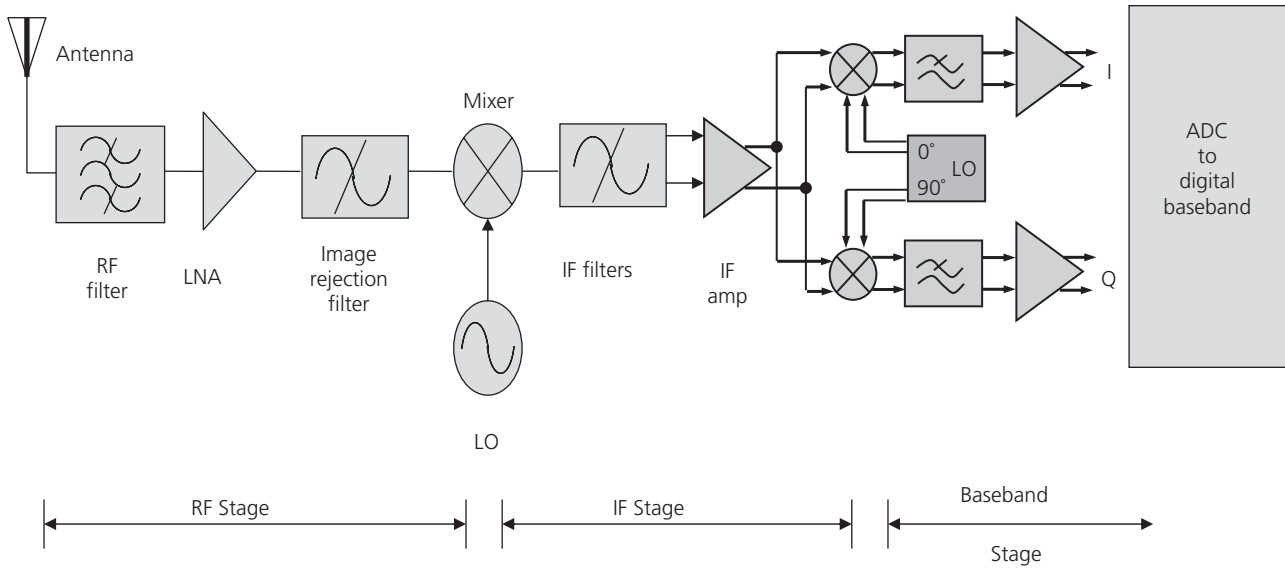 Antenna
RF
filter
LNA
Image
rejection
filter
Mixer
LO
IF filters
IF
amp
0°
90°
LO
I
Q
ADC
to
digital
baseband
RF Stage
IF Stage
Baseband
Stage